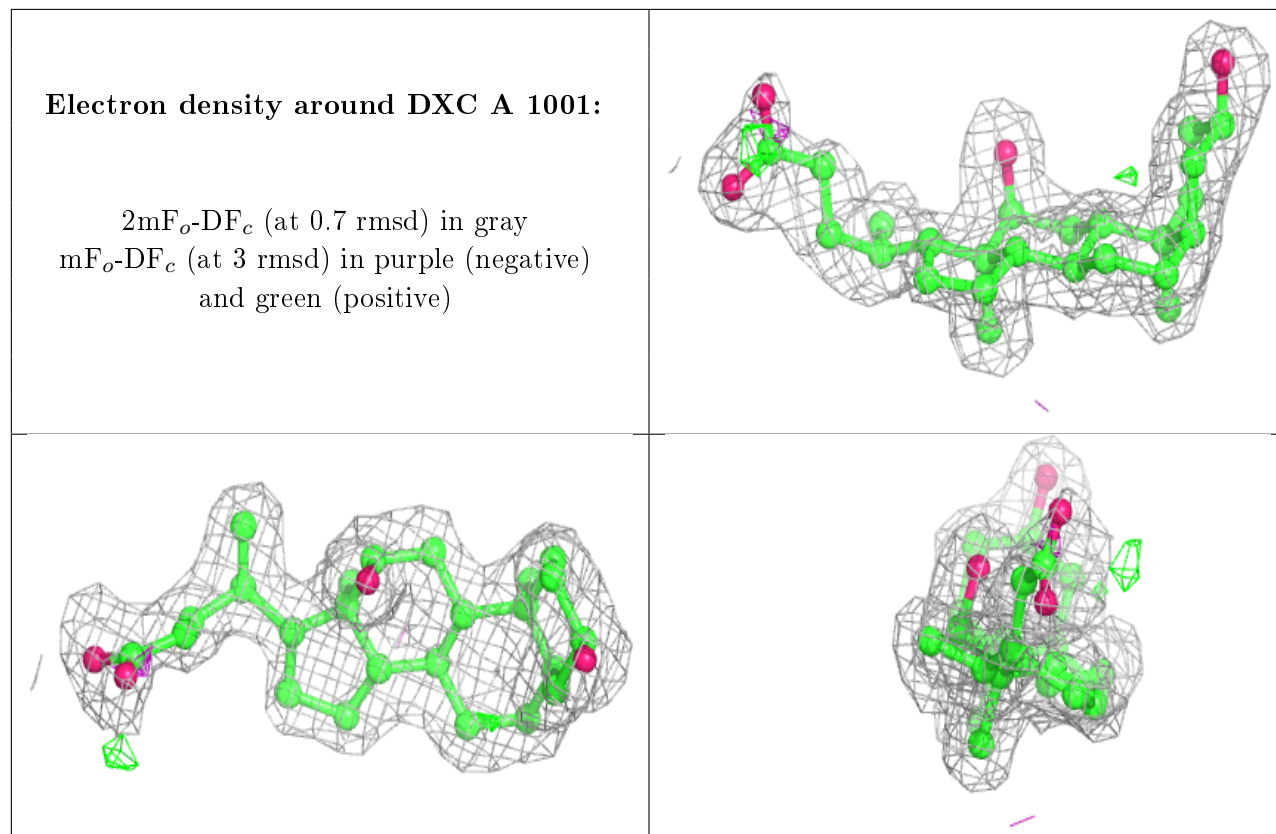 Electron density around DXC A 1001:
2mFo-DFc (at 0.7 rmsd) in gray
mFo-DFc (at 3 rmsd) in purple (negative)
and green (positive)